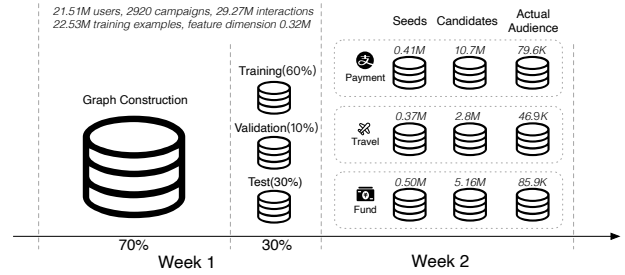 21.51M users, 2920 campaigns, 29.27M interactions
22.53M training examples, feature dimension 0.32M
Seeds Candidates Actual Audience
Graph Construction
Training(60%)
Validation(10%)
Test(30%)
0.41M 10.7M 79.6K
支
Payment
0.37M 2.8M 46.9K
Travel
0.50M 5.16M 85.9K
Fund
70% 30%
Week 1 Week 2